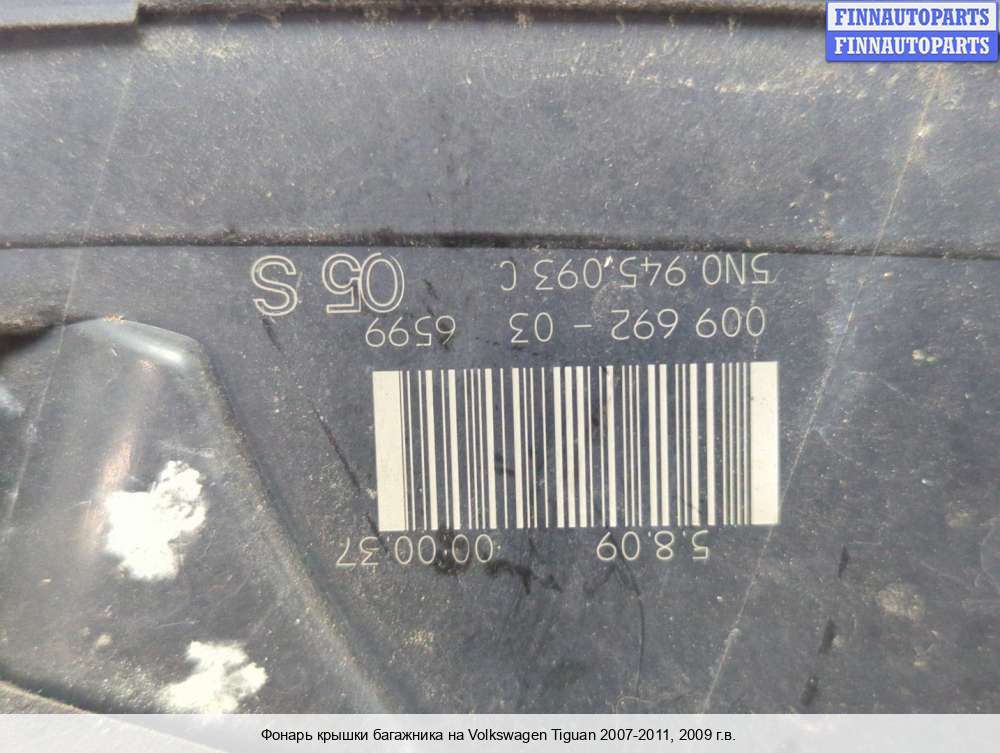 FINNAUTOPARTS
FINNAUTOPARTS
5.8.09 00:00:37
009 692 - 03 6599
5N0.945.093 C 05 S
Фонарь крышки багажника на Volkswagen Tiguan 2007-2011, 2009 г.в.